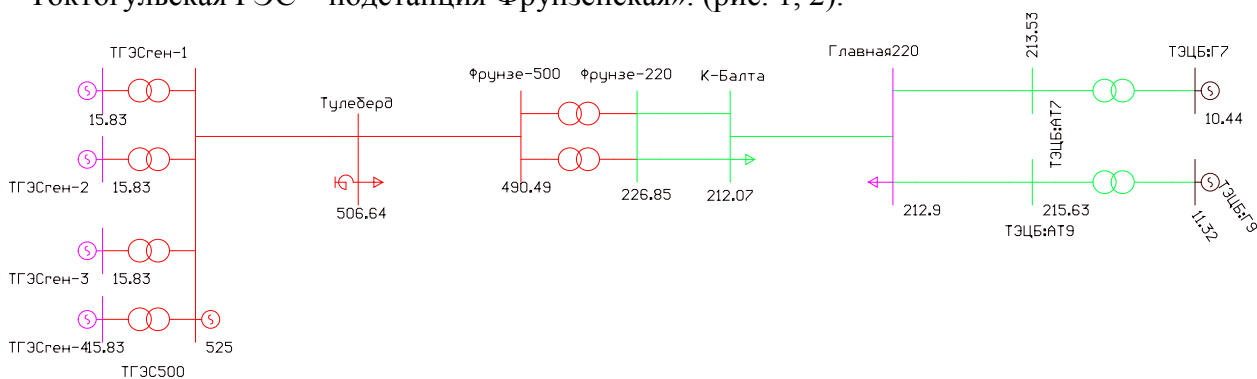 Токтогульская ГЭС – подстанция Фрунзенская». (рис. 1, 2).
ТГЭСген-1
15.83
ТГЭСген-2
15.83
ТГЭСген-3
15.83
ТГЭСген-4
15.83
ТГЭС500
525
Тулеберд
506.64
Фрунзе-500
490.49
Фрунзе-220
226.85
К-Балта
212.07
Главная220
212.9
213.53
ТЭЦБ:АТ7
ТЭЦБ:Г7
10.44
215.63
ТЭЦБ:АТ9
ТЭЦБ:Г9
11.32
S
S
S
S
S
S
S